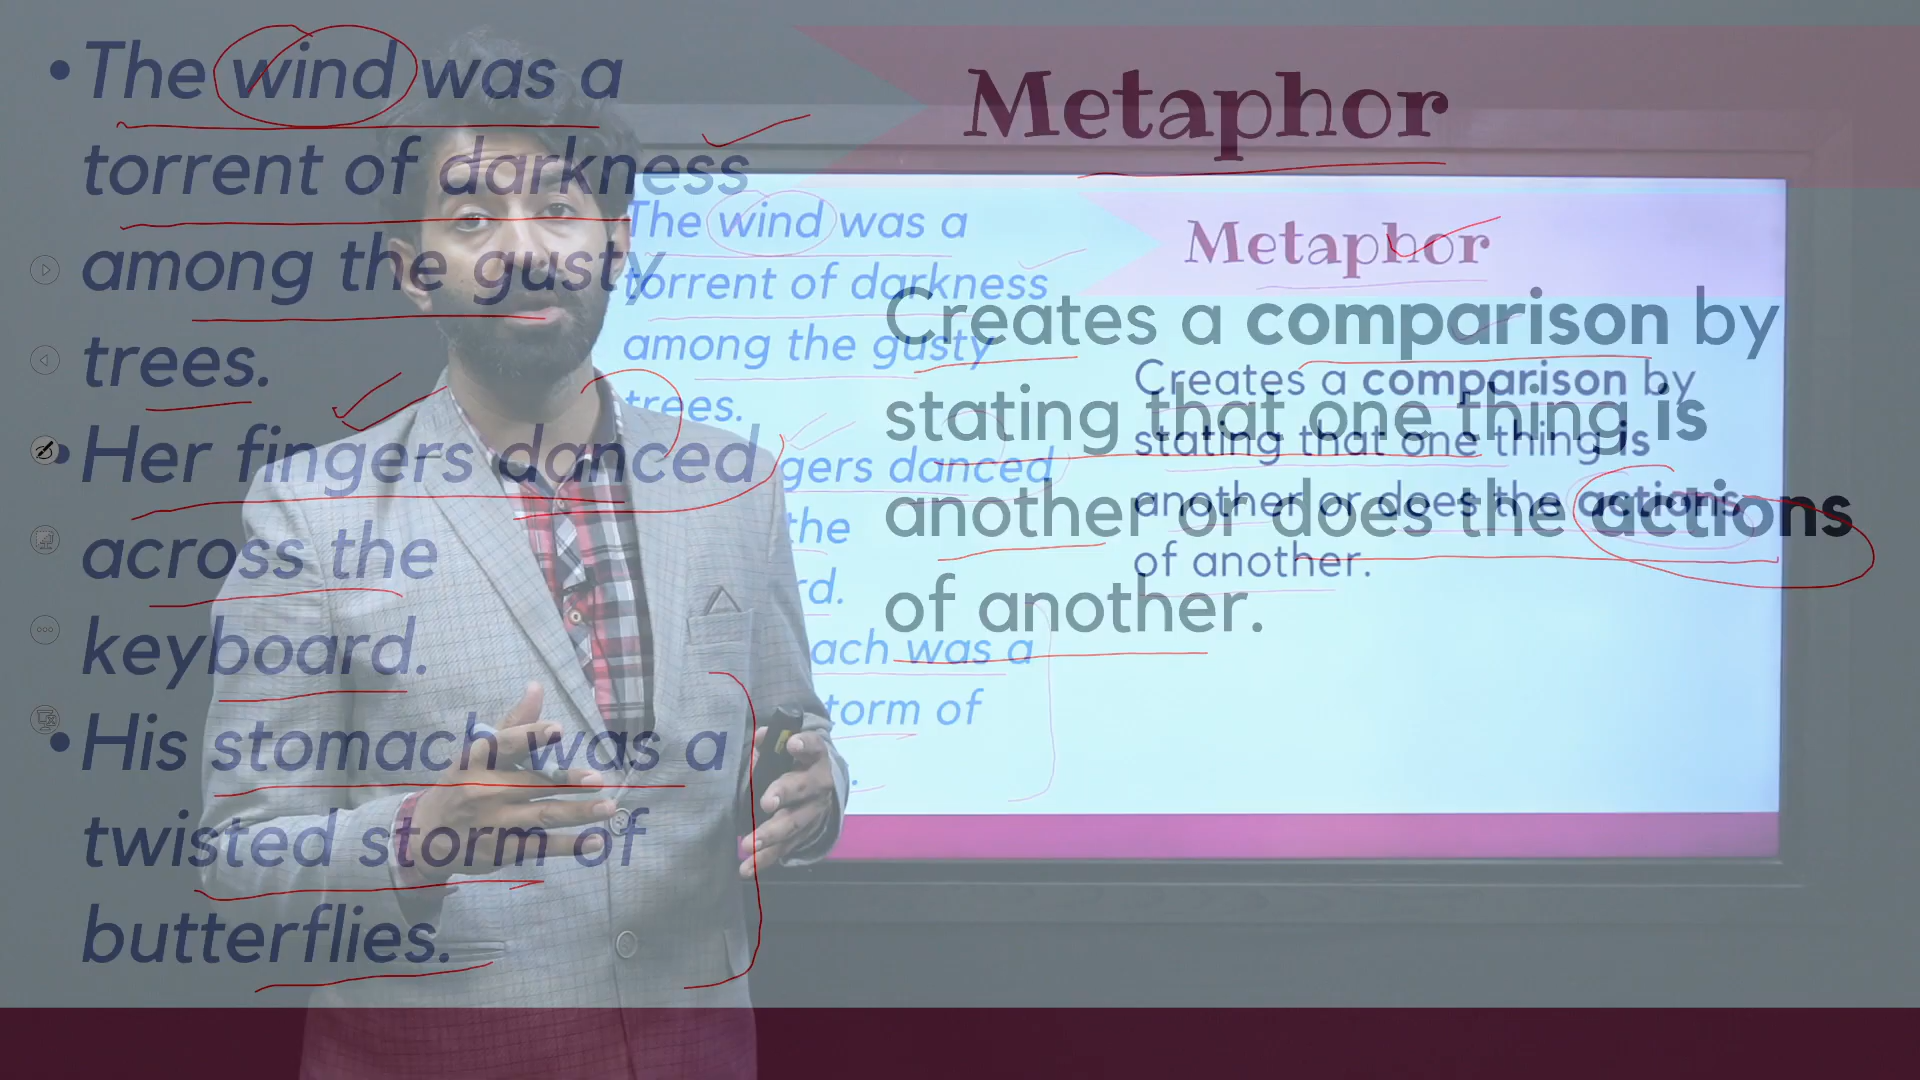 •The wind was a
torrent of darkness
among the gusty
trees.
•Her fingers danced
across the
keyboard.
•His stomach was a
twisted storm of
butterflies.
Metaphor
Creates a comparison by
stating that one thing is
another or does the actions
of another.
The wind was a
torrent of darkness
among the gusty
trees.
gers danced
the
rd.
ach was a
torm of
.
Metaphor
Creates a comparison by
stating that one thing is
another or does the actions
of another.